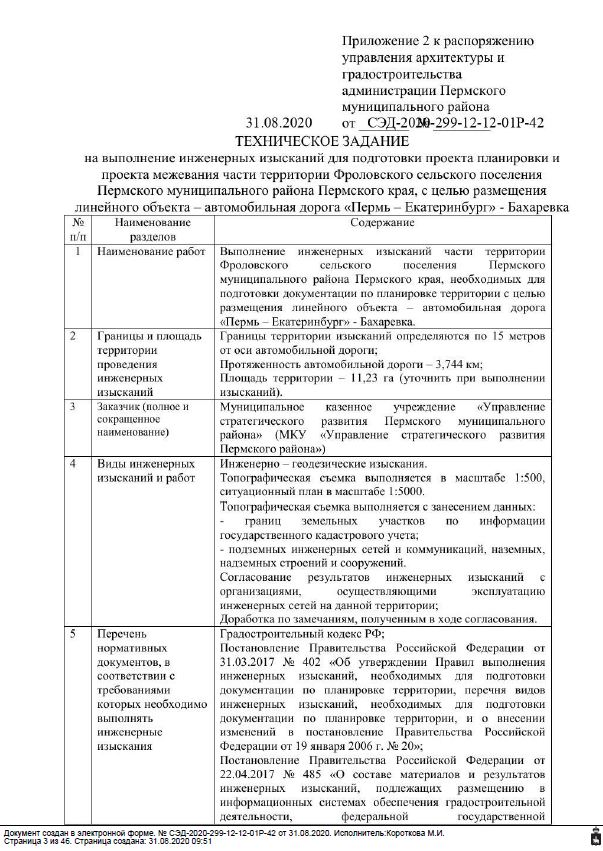 Приложение 2 к распоряжению
управления архитектуры и
градостроительства
администрации Пермского
муниципального района
31.08.2020 от СЭД-2020-299-12-12-01Р-42
ТЕХНИЧЕСКОЕ ЗАДАНИЕ
на выполнение инженерных изысканий для подготовки проекта планировки и
проекта межевания части территории Фроловского сельского поселения
Пермского муниципального района Пермского края, с целью размещения
линейного объекта – автомобильная дорога «Пермь – Екатеринбург» - Бахаревка
№ п/п
Наименование разделов
Содержание
1
Наименование работ
Выполнение инженерных изысканий части территории
Фроловского сельского поселения Пермского
муниципального района Пермского края, необходимых для
подготовки документации по планировке территории с целью
размещения линейного объекта – автомобильная дорога
«Пермь – Екатеринбург» - Бахаревка.
2
Границы и площадь
территории
проведения
инженерных
изысканий
Границы территории изысканий определяются по 15 метров
от оси автомобильной дороги;
Протяженность автомобильной дороги – 3,744 км;
Площадь территории – 11,23 га (уточнить при выполнении
изысканий).
3
Заказчик (полное и
сокращенное
наименование)
Муниципальное казенное учреждение «Управление
стратегического развития Пермского муниципального
района» (МКУ «Управление стратегического развития
Пермского района»)
4
Виды инженерных
изысканий и работ
Инженерно – геодезические изыскания.
Топографическая съемка выполняется в масштабе 1:500,
ситуационный план в масштабе 1:5000.
Топографическая съемка выполняется с занесением данных:
- границ земельных участков по информации
государственного кадастрового учета;
- подземных инженерных сетей и коммуникаций, наземных,
надземных строений и сооружений.
Согласование результатов инженерных изысканий с
организациями, осуществляющими эксплуатацию
инженерных сетей на данной территории;
Доработка по замечаниям, полученным в ходе согласования.
5
Перечень
нормативных
документов, в
соответствии с
требованиями
которых необходимо
выполнять
инженерные
изыскания
Градостроительный кодекс РФ;
Постановление Правительства Российской Федерации от
31.03.2017 № 402 «Об утверждении Правил выполнения
инженерных изысканий, необходимых для подготовки
документации по планировке территории, перечня видов
инженерных изысканий, необходимых для подготовки
документации по планировке территории, и о внесении
изменений в постановление Правительства Российской
Федерации от 19 января 2006 г. № 20»;
Постановление Правительства Российской Федерации от
22.04.2017 № 485 «О составе материалов и результатов
инженерных изысканий, подлежащих размещению в
информационных системах обеспечения градостроительной
деятельности, федеральной государственной
Документ создан в электронной форме. № СЭД-2020-299-12-12-01Р-42 от 31.08.2020. Исполнитель:Короткова М.И.
Страница 3 из 46. Страница создана: 31.08.2020 09:51